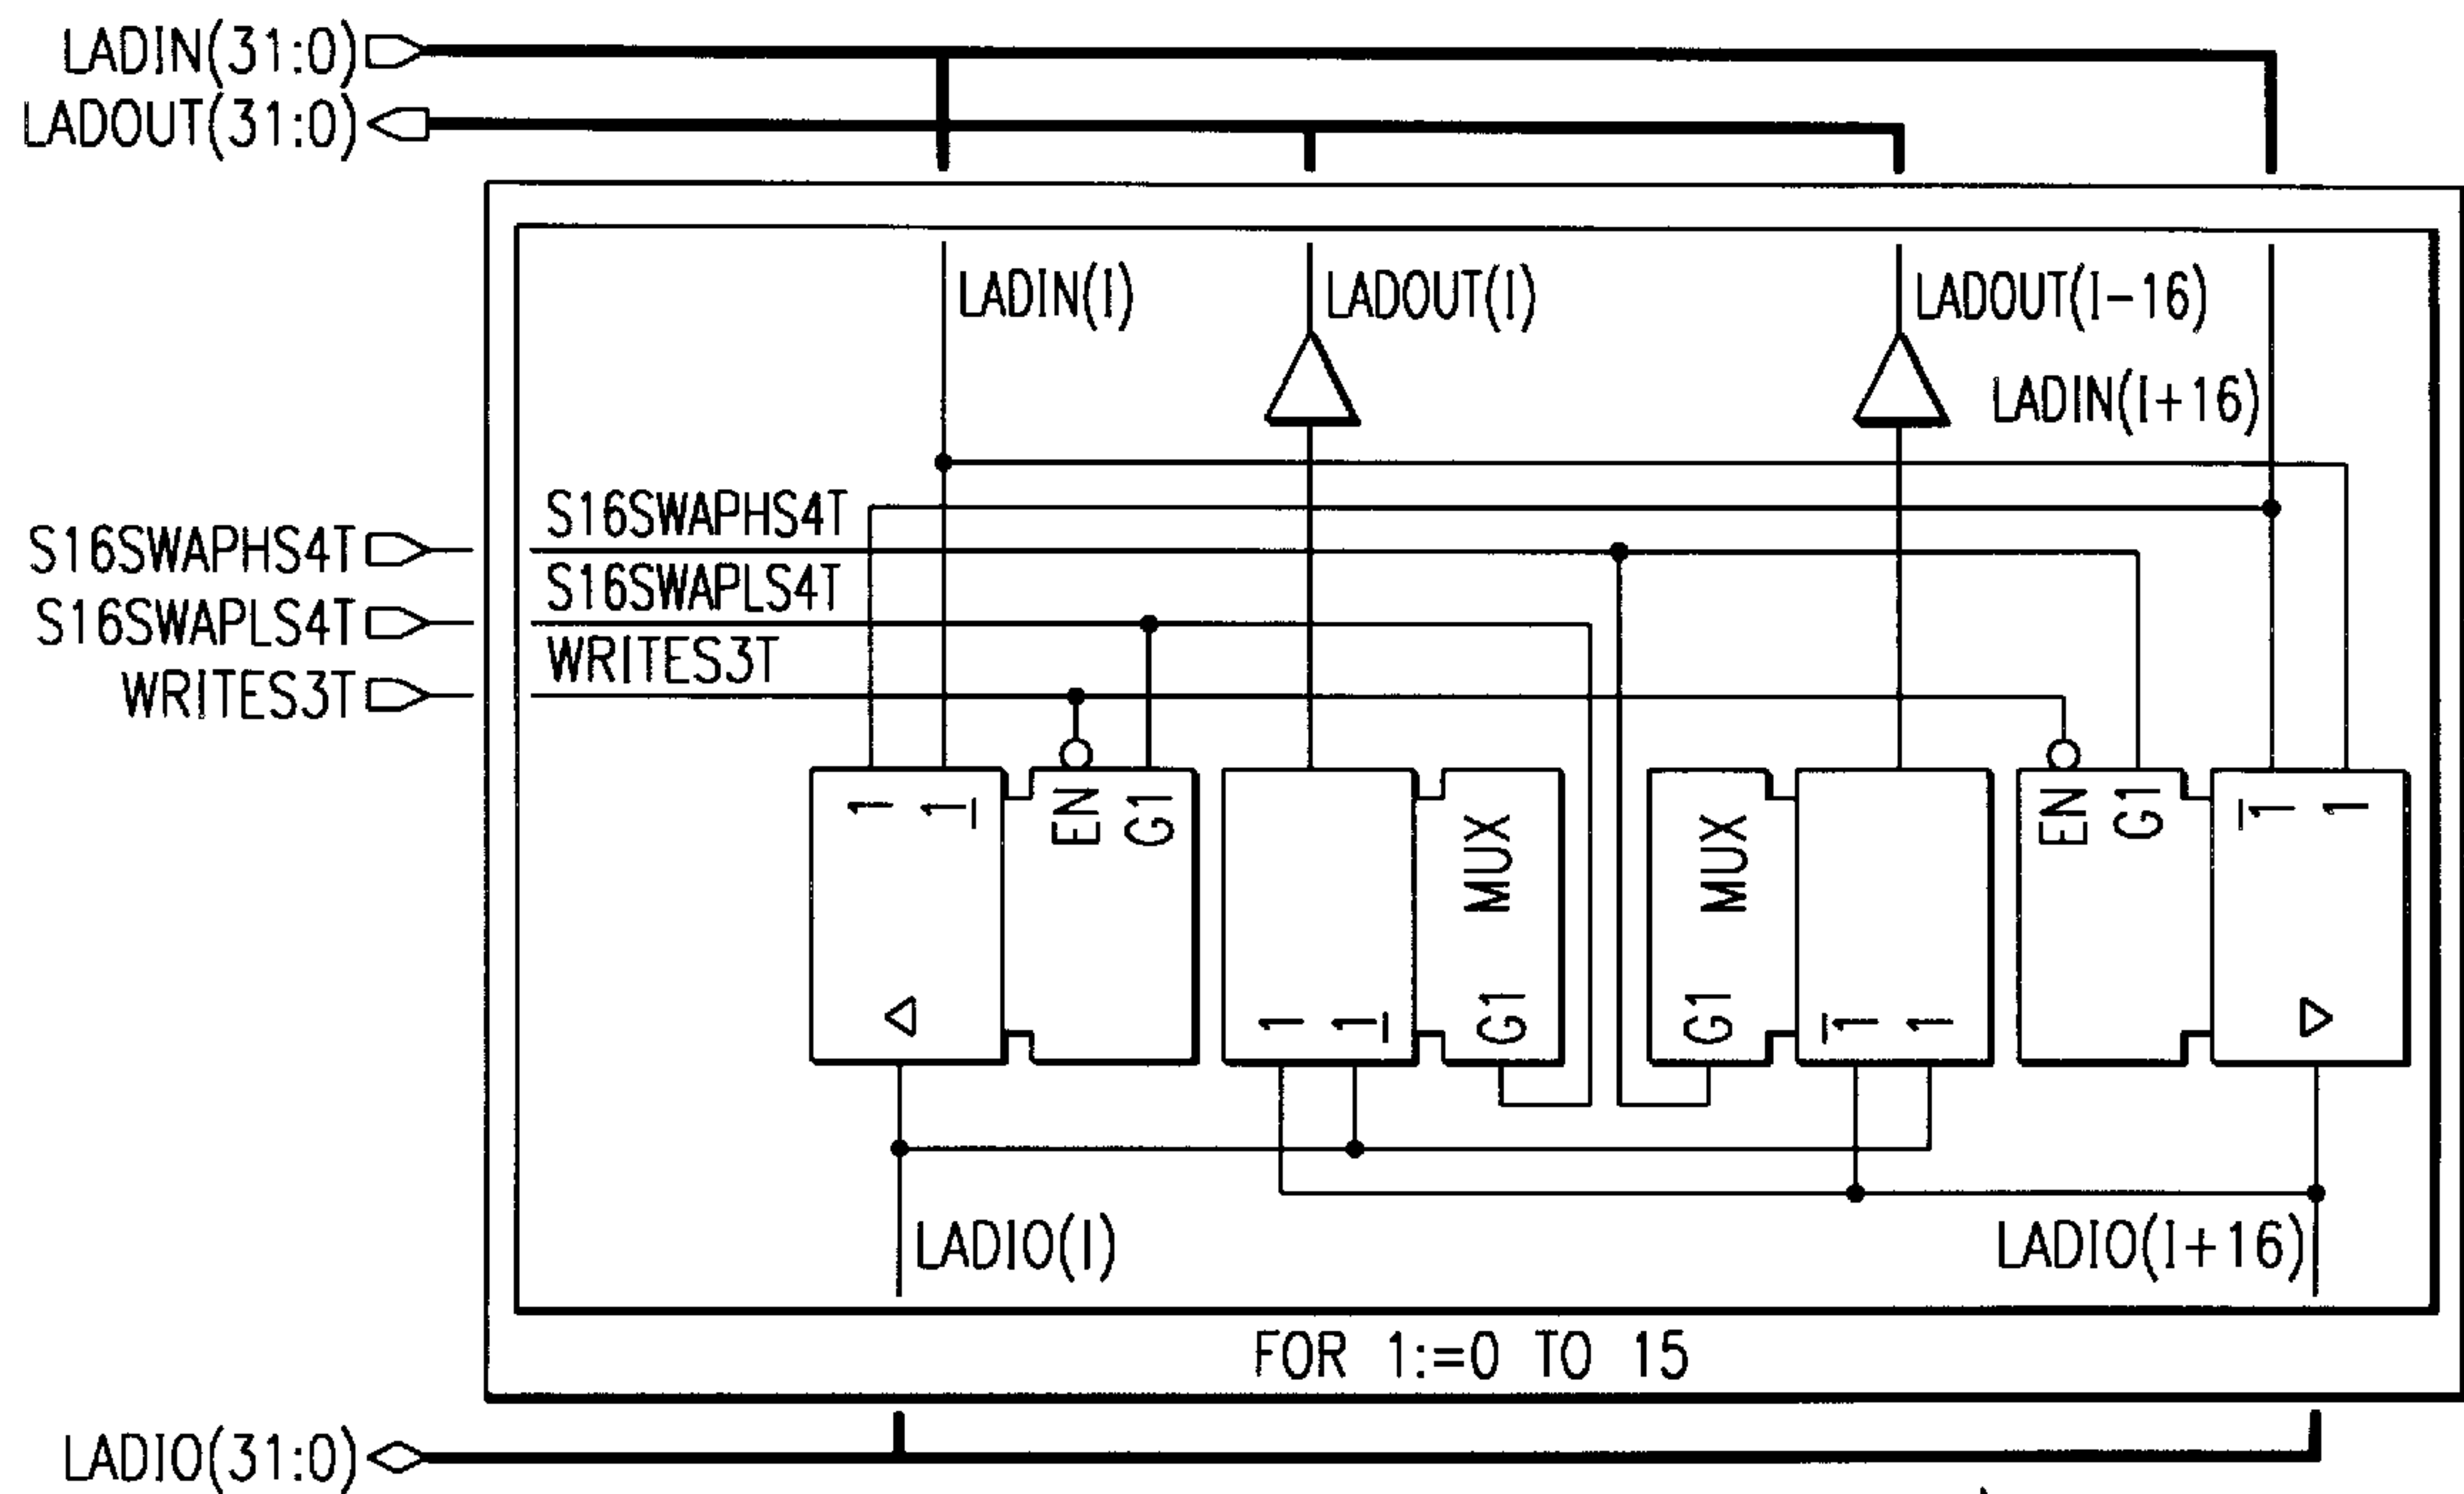 LADIN(31:0)
LADOUT(31:0)
LADIN(I)
LADOUT(I)
LADOUT(I-16)
LADIN(I+16)
S16SWAPHS4T
S16SWAPHS4T
S16SWAPLS4T
S16SWAPLS4T
WRITES3T
WRITES3T
1 1 EN G1
MUX
G1
1 1
MUX
G1
1 1
EN G1 1 1
LADIO(I)
LADIO(I+16)
FOR 1:=0 TO 15
LADIO(31:0)